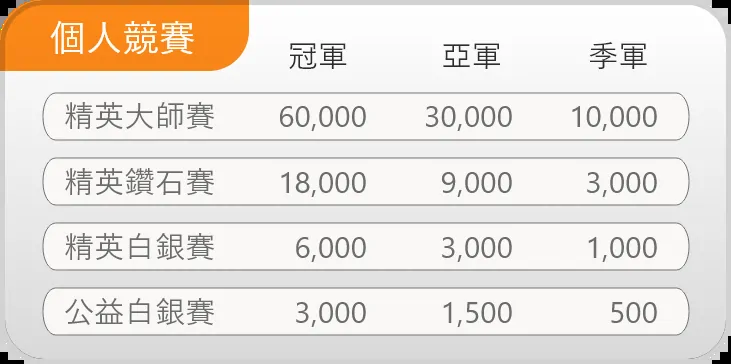 個人競賽
冠軍 亞軍 季軍
精英大師賽 60,000 30,000 10,000
精英鑽石賽 18,000 9,000 3,000
精英白銀賽 6,000 3,000 1,000
公益白銀賽 3,000 1,500 500